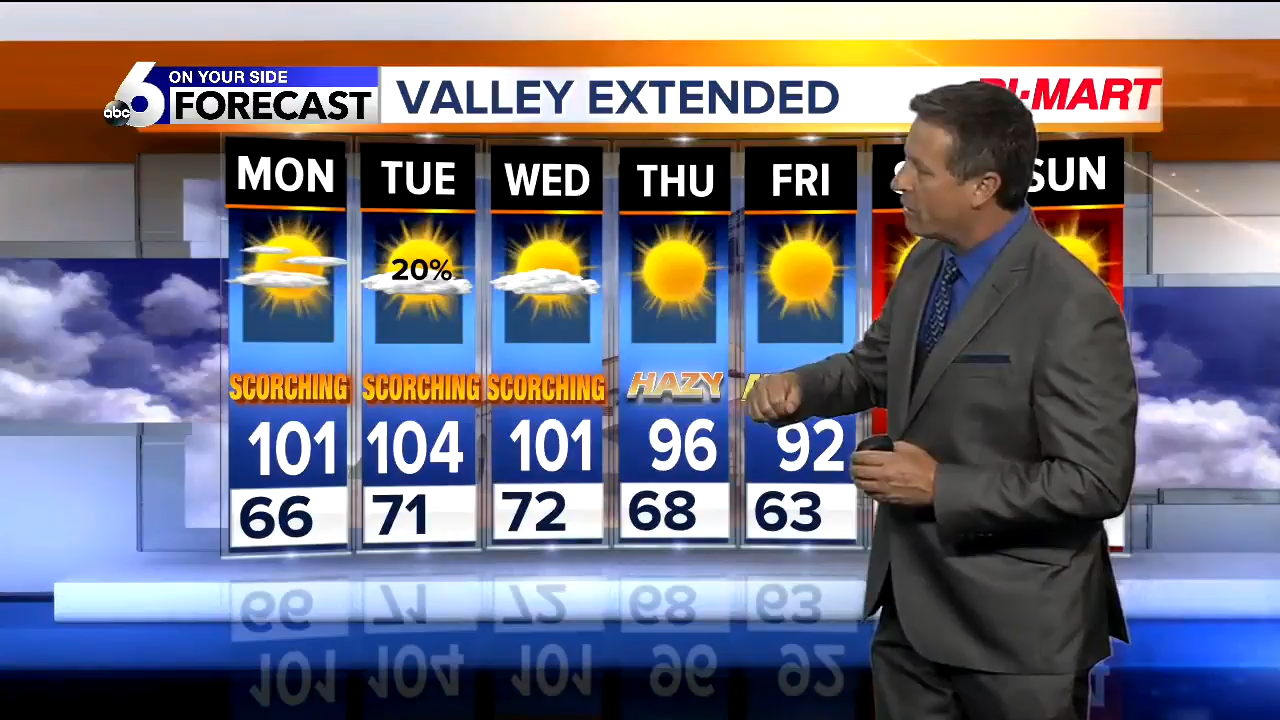 abc 6 ON YOUR SIDE
FORECAST
VALLEY EXTENDED
MART
MON TUE WED THU FRI SUN
20%
SCORCHING SCORCHING SCORCHING HAZY
101 104 101 96 92
66 71 72 68 63